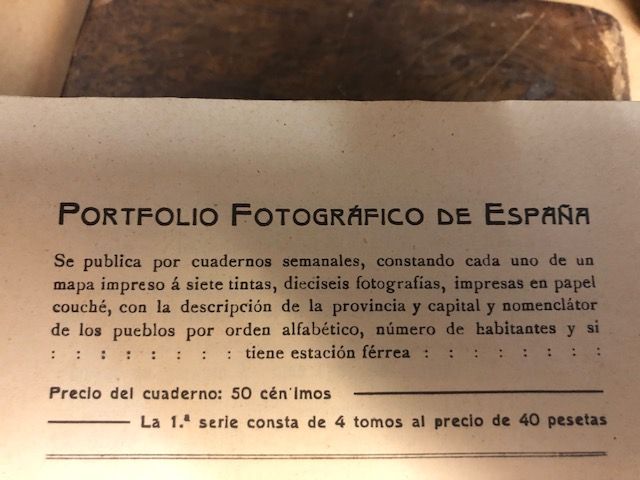 PORTFOLIO FOTOGRÁFICO DE ESPAÑA
Se publica por cuadernos semanales, constando cada uno de un
mapa impreso á siete tintas, dieciseis fotografías, impresas en papel
couché, con la descripción de la provincia y capital y nomenclátor
de los pueblos por orden alfabético, número de habitantes y si
: : : : : : : : tiene estación férrea : : : : : : : :
Precio del cuaderno: 50 céntimos
La 1.ª serie consta de 4 tomos al precio de 40 pesetas